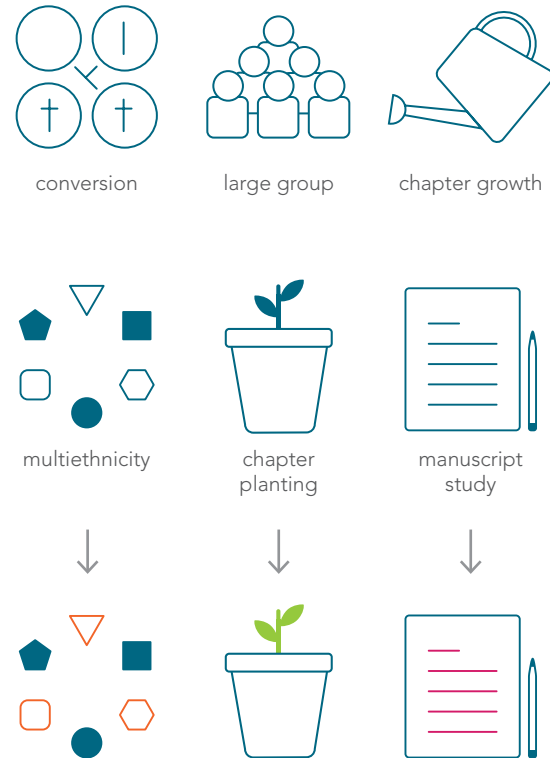 conversion
large group
chapter growth
multiethnicity
chapter
planting
manuscript
study